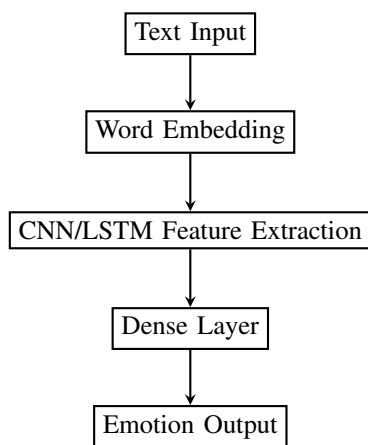 Text Input
Word Embedding
CNN/LSTM Feature Extraction
Dense Layer
Emotion Output